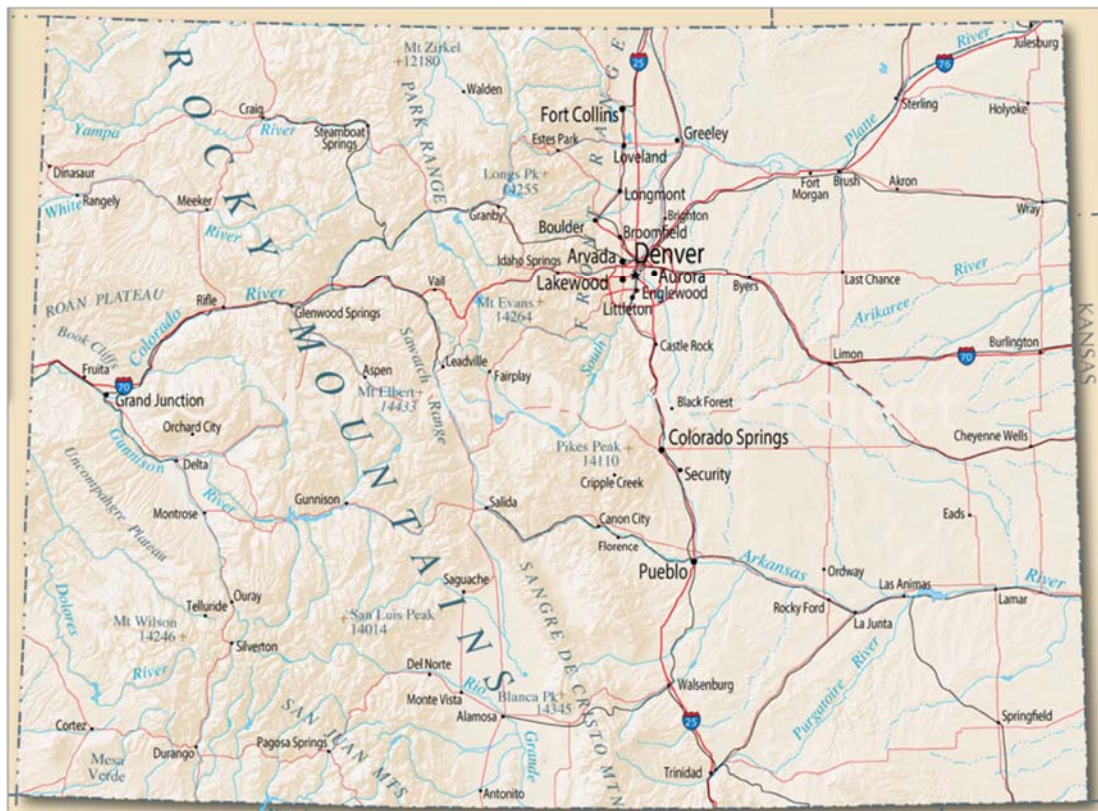 River
Julesburg
Mt Zirkel
+12180
25
76
Walden
Craig
Fort Collins
Sterling
Holyoke
Yampa
River
Steamboat
Springs
PARK RANGE
Estes Park
Greeley
Platte
Loveland
Dinasaur
Longs Pk+
14255
Fort
Morgan
Brush
Akron
White
Rangely
Meeker
Longmont
Wray
River
Granby
Boulder
Brighton
Broomfield
ROCKY MOUNTAINS
FRONT RANGE
Arvada
Denver
Idaho Springs
Aurora
Last Chance
River
ROAN PLATEAU
Rifle
River
Vail
Lakewood
Englewood
Byers
Glenwood Springs
Mt Evans+
14264
Littleton
Arikaree
KANSAS
Book Cliffs
Colorado
Sawatch Range
South
Castle Rock
Burlington
Fruita
Leadville
Limon
70
70
Aspen
Fairplay
Grand Junction
Mt Elbert+
14433
Black Forest
Orchard City
Colorado Springs
Cheyenne Wells
Gunnison
Delta
Pikes Peak+
14110
Security
Uncompahgre Plateau
Cripple Creek
River
Gunnison
Salida
Montrose
Canon City
Eads
Florence
Pueblo
Arkansas
Dolores
Saguache
Ordway
Las Animas
River
Ouray
Telluride
San Luis Peak
14014
SANGRE DE CRISTO MTN
Rocky Ford
Lamar
Mt Wilson
14246+
La Junta
Silverton
River
Del Norte
Rio
River
Walsenburg
Monte Vista
Blanca Pk+
14345
Purgatoire
Alamosa
25
Springfield
Cortez
SAN JUAN MTS
Mesa
Verde
Durango
Pagosa Springs
Grande
Trinidad
Antonito